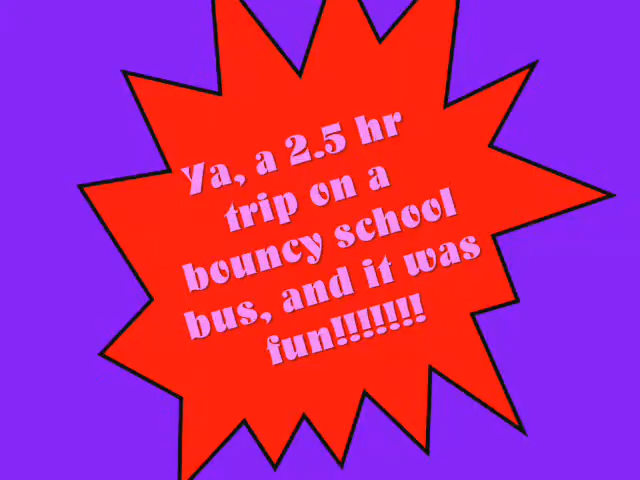 Ya, a 2.5 hr
trip on a
bouncy school
bus, and it was
fun!!!!!!!